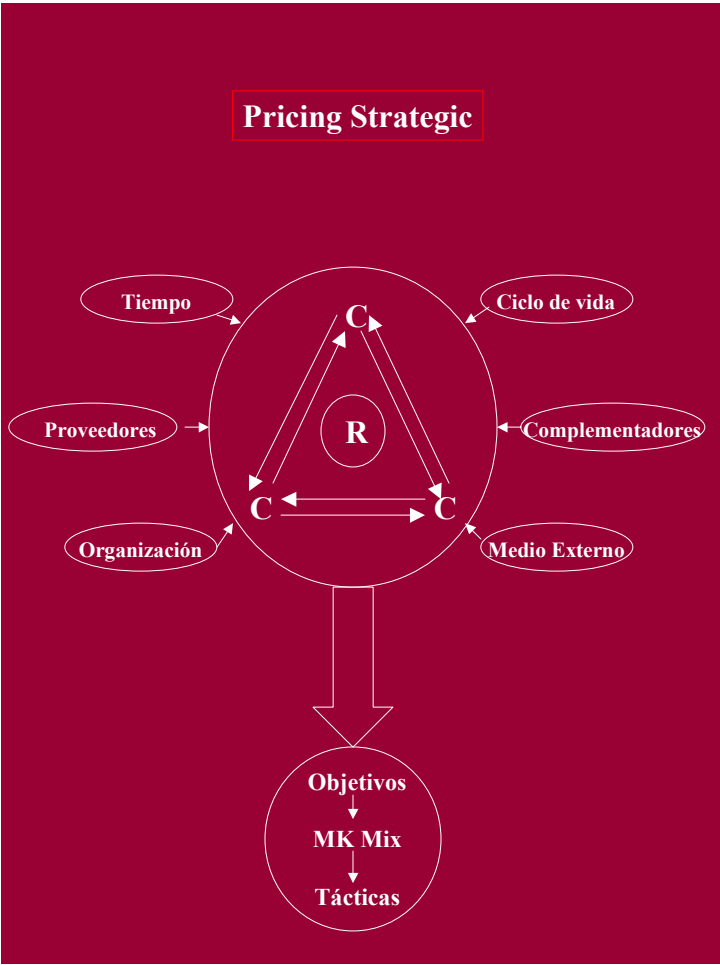 Pricing Strategic
Tiempo
Ciclo de vida
C
Proveedores
R
Complementadores
C
C
Organización
Medio Externo
Objetivos
MK Mix
Tácticas